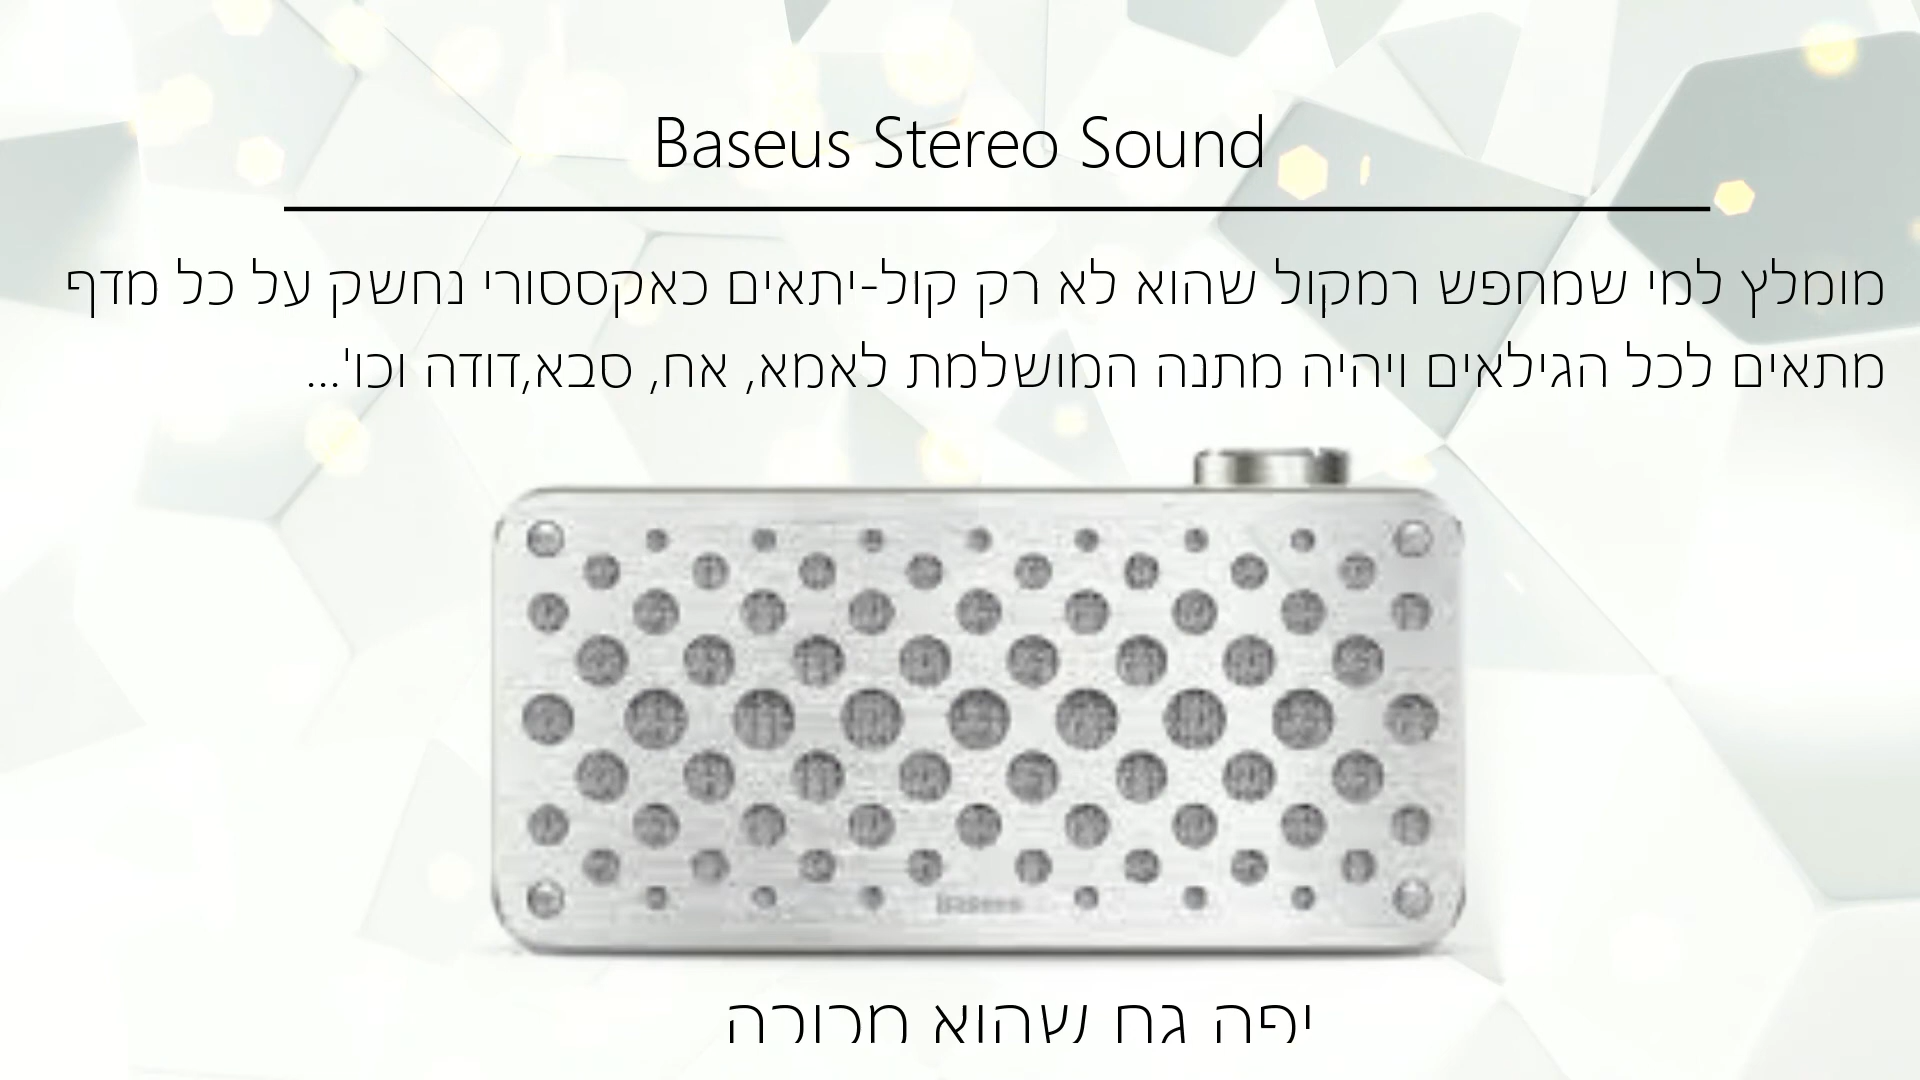 Baseus Stereo Sound
מומלץ למי שמחפש רמקול שהוא לא רק קול-יתאים כאקססורי נחשק על כל מדף
מתאים לכל הגילאים ויהיה מתנה המושלמת לאמא, אח, סבא,דודה וכו'...
Baseus
יפה גם שהוא